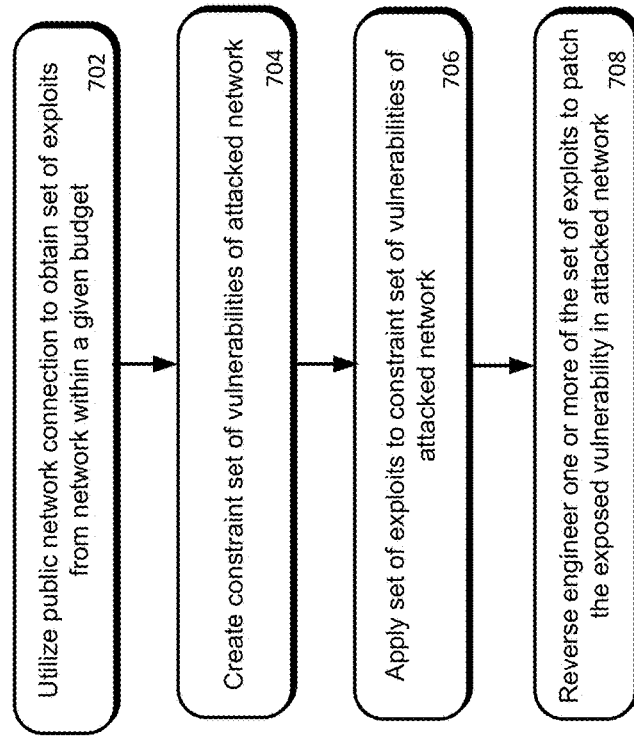 Utilize public network connection to obtain set of exploits
from network within a given budget
702
Create constraint set of vulnerabilities of attacked network
704
Apply set of exploits to constraint set of vulnerabilities of
attacked network
706
Reverse engineer one or more of the set of exploits to patch
the exposed vulnerability in attacked network
708